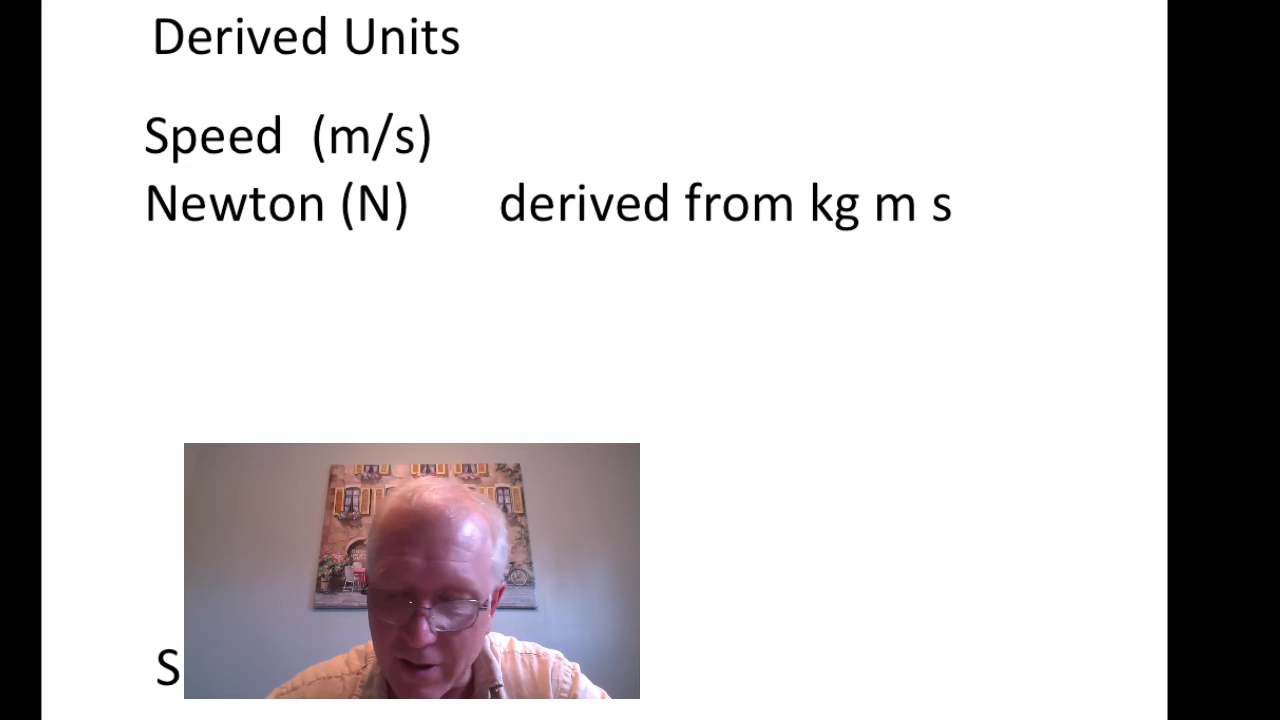 Derived Units
Speed (m/s)
Newton (N) derived from kg m s
S